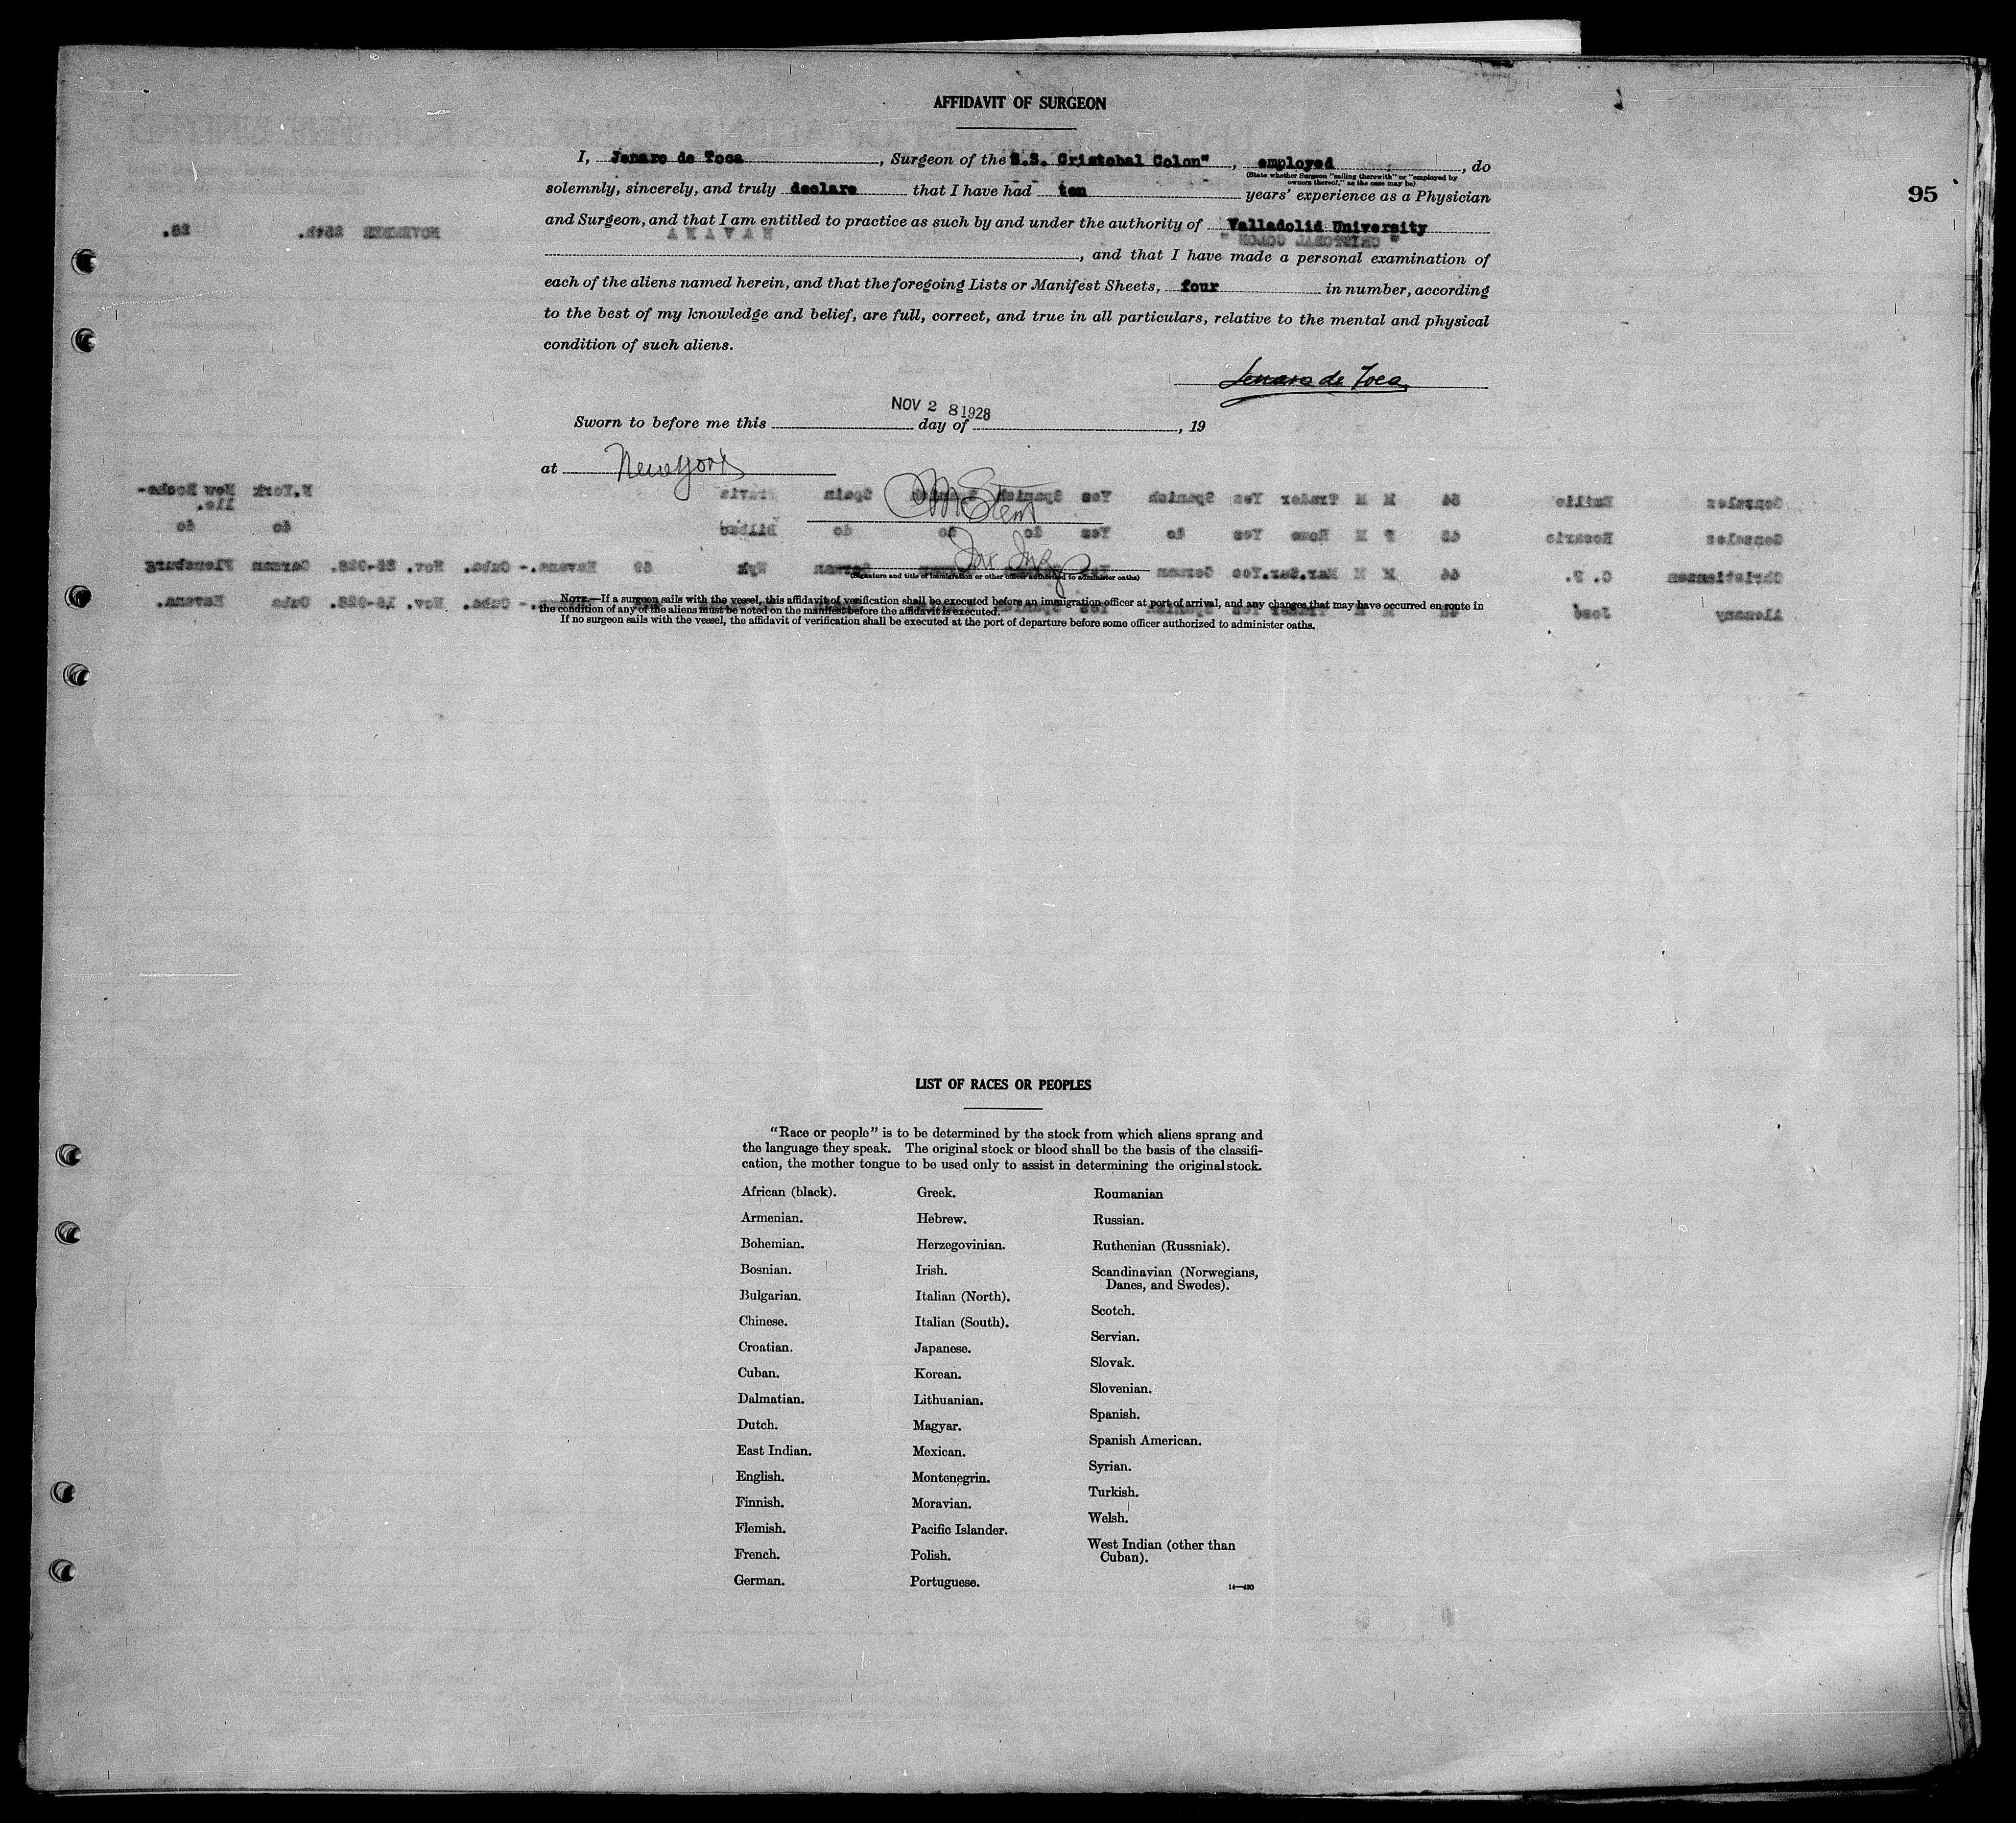 AFFIDAVIT OF SURGEON
I, Jenaro de Toca, Surgeon of the S.S. Cristobal Colon", employed, do
(State whether Surgeon "sailing therewith" or "employed by
owners thereof," as the case may be)
solemnly, sincerely, and truly declare that I have had ten years' experience as a Physician
95
and Surgeon, and that I am entitled to practice as such by and under the authority of Valladolid University
, and that I have made a personal examination of
each of the aliens named herein, and that the foregoing Lists or Manifest Sheets, four in number, according
to the best of my knowledge and belief, are full, correct, and true in all particulars, relative to the mental and physical
condition of such aliens.
Jenaro de Toca
NOV 28 1928
Sworn to before me this day of , 19
at New York
(Signature and title of immigration or other officer authorized to administer oaths)
NOTE.—If a surgeon sails with the vessel, this affidavit of verification shall be executed before an immigration officer at port of arrival, and any changes that may have occurred en route in
the condition of any of the aliens must be noted on the manifest before the affidavit is executed.
If no surgeon sails with the vessel, the affidavit of verification shall be executed at the port of departure before some officer authorized to administer oaths.
LIST OF RACES OR PEOPLES
"Race or people" is to be determined by the stock from which aliens sprang and
the language they speak. The original stock or blood shall be the basis of the classifi-
cation, the mother tongue to be used only to assist in determining the original stock.
African (black).
Armenian.
Bohemian.
Bosnian.
Bulgarian.
Chinese.
Croatian.
Cuban.
Dalmatian.
Dutch.
East Indian.
English.
Finnish.
Flemish.
French.
German.
Greek.
Hebrew.
Herzegovinian.
Irish.
Italian (North).
Italian (South).
Japanese.
Korean.
Lithuanian.
Magyar.
Mexican.
Montenegrin.
Moravian.
Pacific Islander.
Polish.
Portuguese.
Roumanian
Russian.
Ruthenian (Russniak).
Scandinavian (Norwegians,
Danes, and Swedes).
Scotch.
Servian.
Slovak.
Slovenian.
Spanish.
Spanish American.
Syrian.
Turkish.
Welsh.
West Indian (other than
Cuban).
14—430